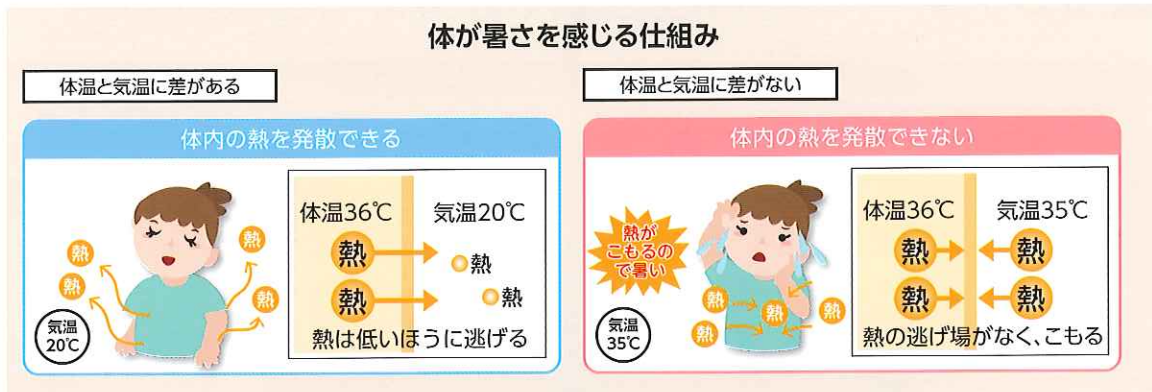 体が暑さを感じる仕組み
体温と気温に差がある
体内の熱を発散できる
熱
熱
熱
熱
気温
20℃
体温36℃
気温20℃
熱
熱
熱
熱
熱は低いほうに逃げる
体温と気温に差がない
体内の熱を発散できない
熱が
こもるの
で暑い
熱
熱
熱
熱
熱
気温
35℃
体温36℃
気温35℃
熱
熱
熱
熱
熱の逃げ場がなく、こもる